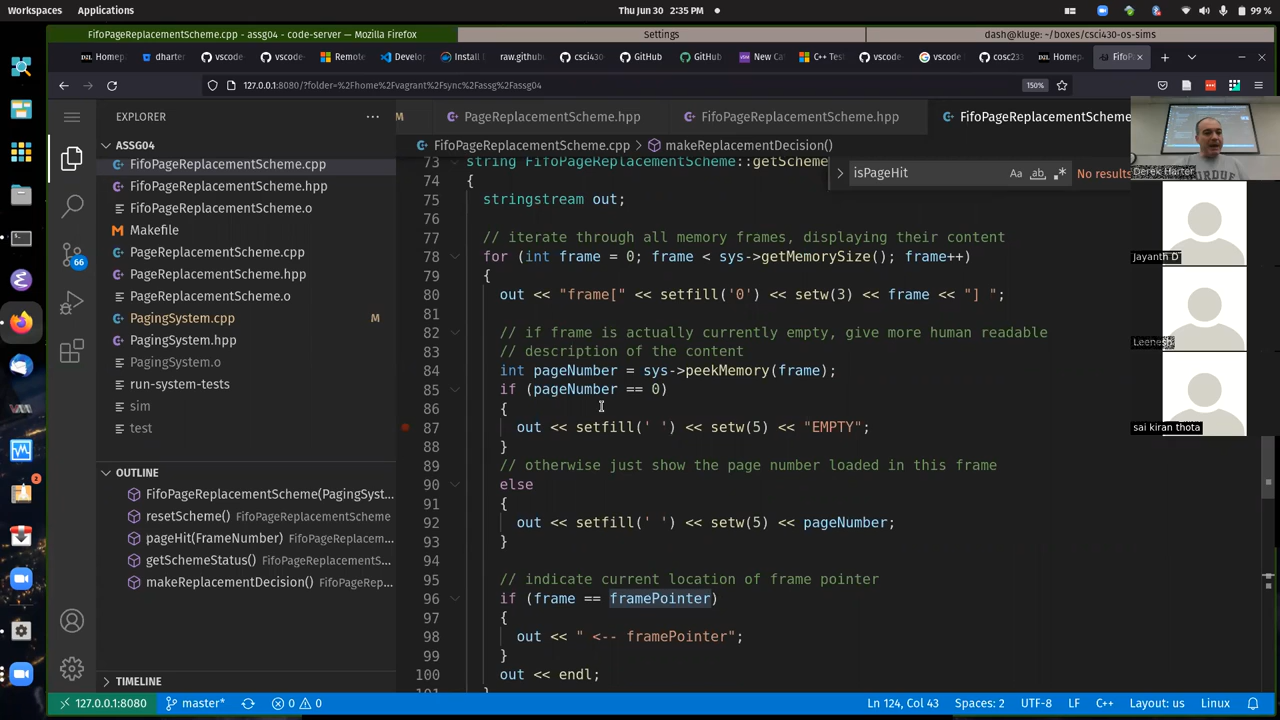 Workspaces Applications Thu Jun 30 2:35 PM 99 %
FifoPageReplacementScheme.cpp - assg04 - code-server — Mozilla Firefox Settings dash@kluge: ~/boxes/csci430-os-sims
Homep dharter vscode vscode Remote Develo Install raw.github csci430 GitHub GitHub New Ca C++ Test vscode vscode cosc233 Homep FifoP
127.0.0.1:8080/?folder=%2Fhome%2Fvagrant%2Fsync%2Fassg%2Fassg04 150%
EXPLORER
M PageReplacementScheme.hpp FifoPageReplacementScheme.hpp FifoPageReplacementScheme.cpp
ASSG04
FifoPageReplacementScheme.cpp
FifoPageReplacementScheme.hpp
FifoPageReplacementScheme.o
Makefile
PageReplacementScheme.cpp
PageReplacementScheme.hpp
PageReplacementScheme.o
PagingSystem.cpp M
PagingSystem.hpp
PagingSystem.o
run-system-tests
sim
test
66
2
OUTLINE
FifoPageReplacementScheme(PagingSyst...
resetScheme() FifoPageReplacementScheme
pageHit(FrameNumber) FifoPageReplacem...
getSchemeStatus() FifoPageReplacementS...
makeReplacementDecision() FifoPageRep...
TIMELINE
FifoPageReplacementScheme.cpp > makeReplacementDecision()
isPageHit Aa ab No results
73 string FifoPageReplacementScheme::getScheme
74 {
75 stringstream out;
76
77 // iterate through all memory frames, displaying their content
78 for (int frame = 0; frame < sys->getMemorySize(); frame++)
79 {
80 out << "frame[" << setfill('0') << setw(3) << frame << "] ";
81
82 // if frame is actually currently empty, give more human readable
83 // description of the content
84 int pageNumber = sys->peekMemory(frame);
85 if (pageNumber == 0)
86 {
87 out << setfill(' ') << setw(5) << "EMPTY";
88 }
89 // otherwise just show the page number loaded in this frame
90 else
91 {
92 out << setfill(' ') << setw(5) << pageNumber;
93 }
94
95 // indicate current location of frame pointer
96 if (frame == framePointer)
97 {
98 out << " <-- framePointer";
99 }
100 out << endl;
101 }
Derek Harter
Jayanth D
Leenesh
sai kiran thota
127.0.0.1:8080 master* 0 0 Ln 124, Col 43 Spaces: 2 UTF-8 LF C++ Layout: us Linux